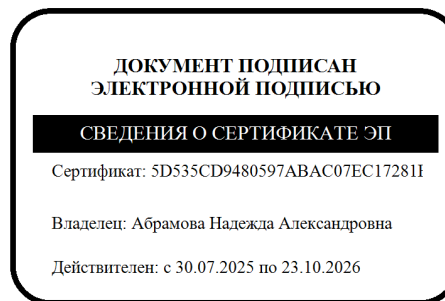 ДОКУМЕНТ ПОДПИСАН
ЭЛЕКТРОННОЙ ПОДПИСЬЮ
СВЕДЕНИЯ О СЕРТИФИКАТЕ ЭП
Сертификат: 5D535CD9480597ABAC07EC17281
Владелец: Абрамова Надежда Александровна
Действителен: с 30.07.2025 по 23.10.2026